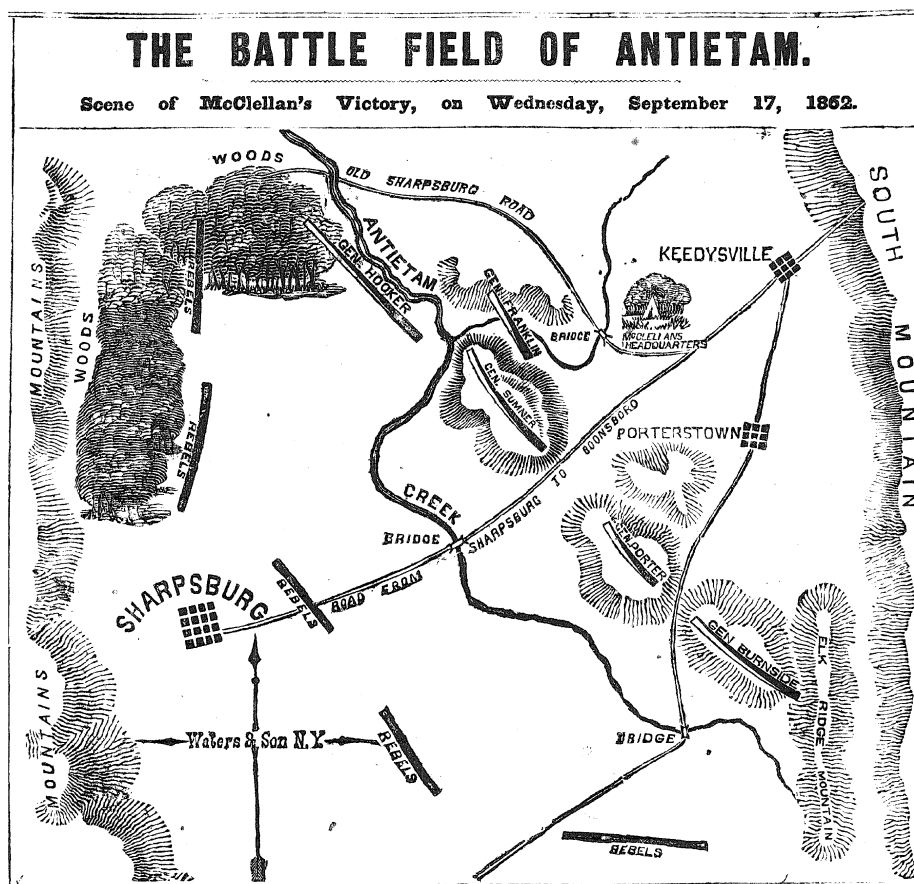 THE BATTLE FIELD OF ANTIETAM.
Scene of McClellan's Victory, on Wednesday, September 17, 1862.
WOODS
OLD SHARPSBURG ROAD
SOUTH MOUNTAIN
ANTIETAM
GEN. HOOKER
KEEDYSVILLE
REBELS
GEN. FRANKLIN
MOUNTAINS
WOODS
BRIDGE
McCLELLANS
HEADQUARTERS
GEN. SUMNER
REBELS
PORTERSTOWN
CREEK
BRIDGE
ROAD FROM SHARPSBURG TO BOONSBORO
GEN. PORTER
SHARPSBURG
REBELS
GEN BURNSIDE
ELK RIDGE MOUNTAIN
MOUNTAINS
Waters & Son N.Y.
REBELS
BRIDGE
REBELS